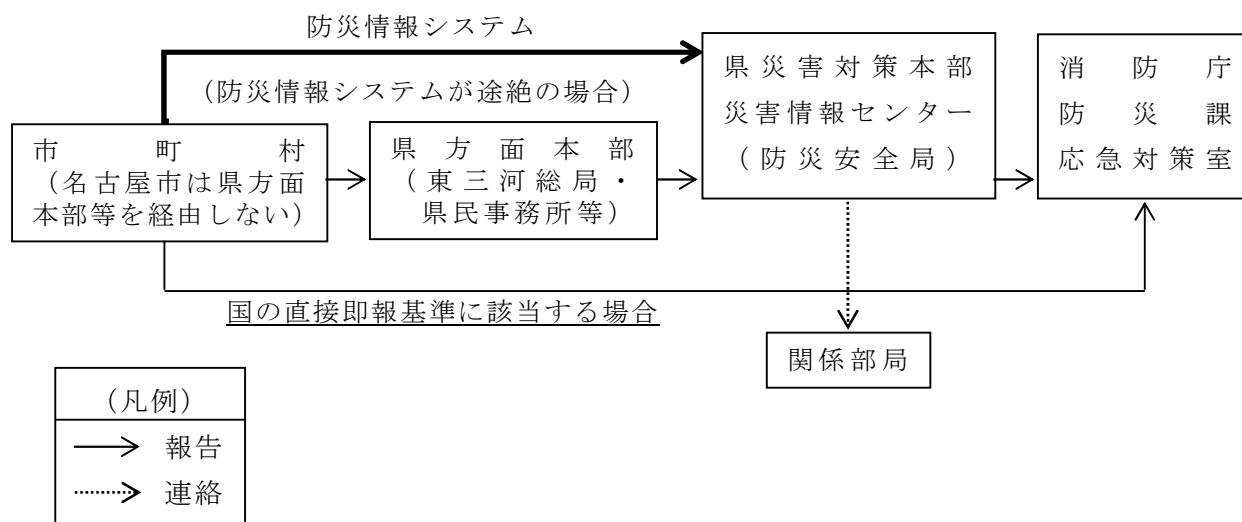 防災情報システム
（防災情報システムが途絶の場合）
市町村
（名古屋市は県方面
本部等を経由しない）
県方面本部
（東三河総局・
県民事務所等）
県災害対策本部
災害情報センター
（防災安全局）
消防庁
防災課
応急対策室
国の直接即報基準に該当する場合
関係部局
（凡例）
報告
連絡